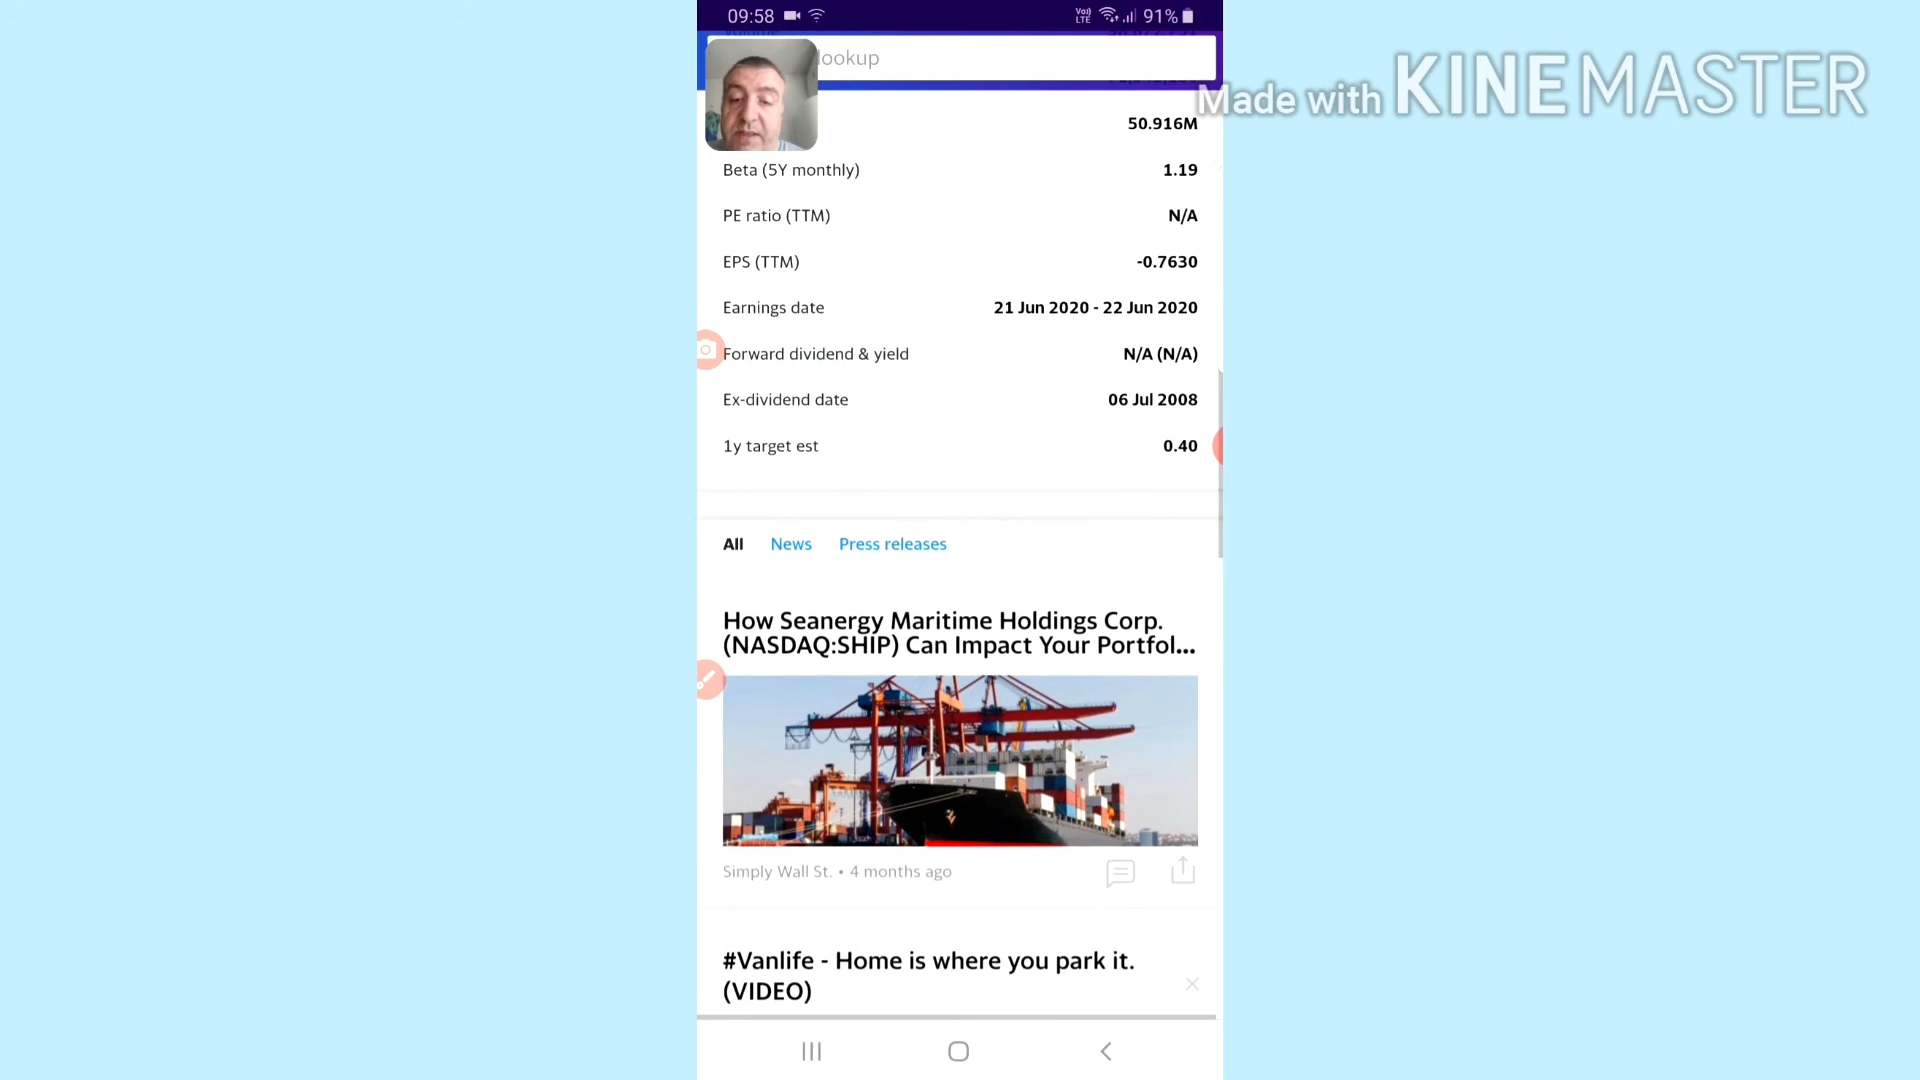 09:58
Vo)) LTE
91%
lookup
Made with KINEMASTER
50.916M
Beta (5Y monthly) 1.19
PE ratio (TTM) N/A
EPS (TTM) -0.7630
Earnings date 21 Jun 2020 - 22 Jun 2020
Forward dividend & yield N/A (N/A)
Ex-dividend date 06 Jul 2008
1y target est 0.40
All News Press releases
How Seanergy Maritime Holdings Corp.
(NASDAQ:SHIP) Can Impact Your Portfol...
Simply Wall St. • 4 months ago
#Vanlife - Home is where you park it.
(VIDEO)